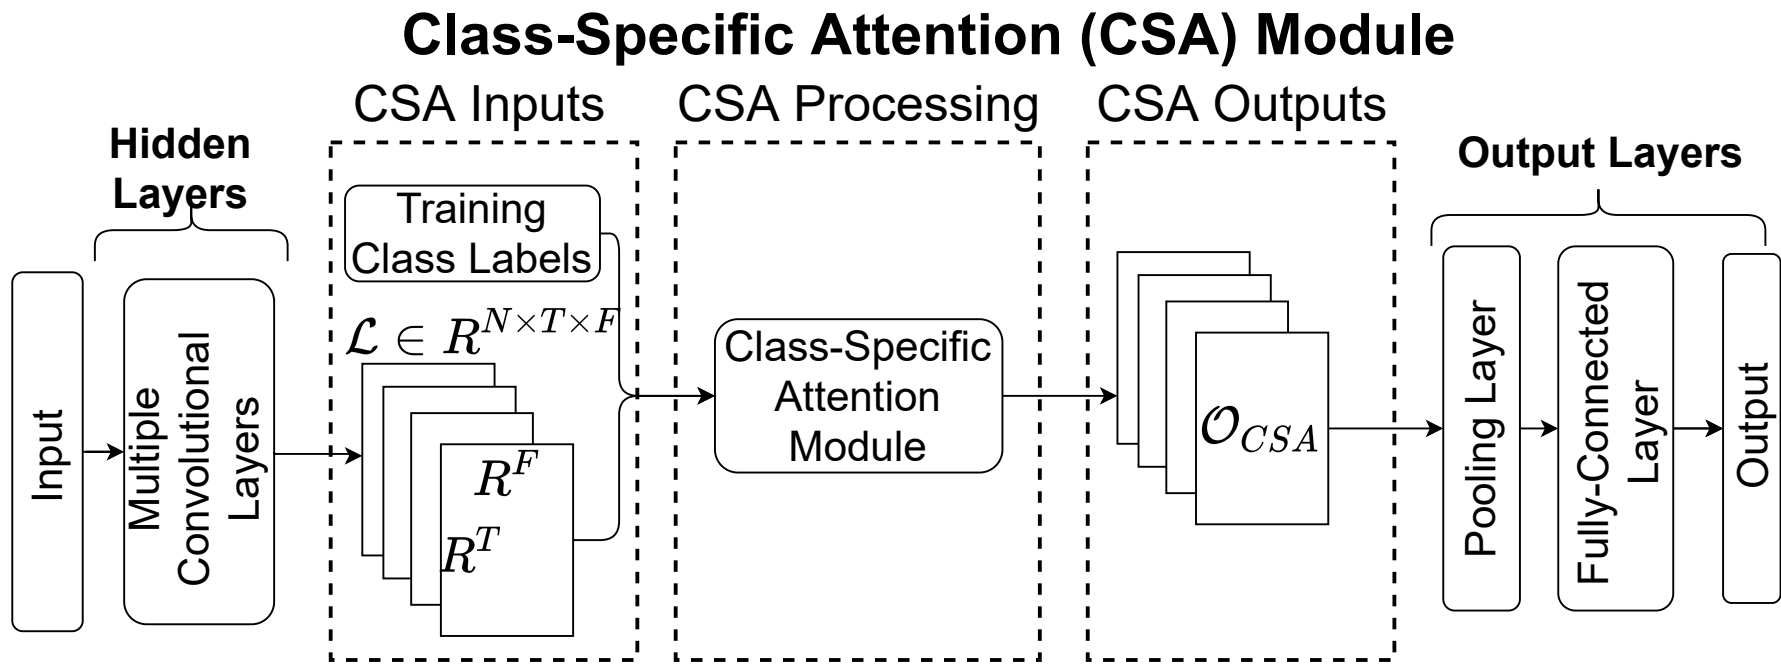 Class-Specific Attention (CSA) Module
CSA Inputs
CSA Processing
CSA Outputs
Hidden
Layers
Output Layers
Input
Multiple
Convolutional
Layers
Training
Class Labels
𝓛 ∈ R^{N×T×F}
R^F
R^T
Class-Specific
Attention
Module
𝒪_{CSA}
Pooling Layer
Fully-Connected
Layer
Output